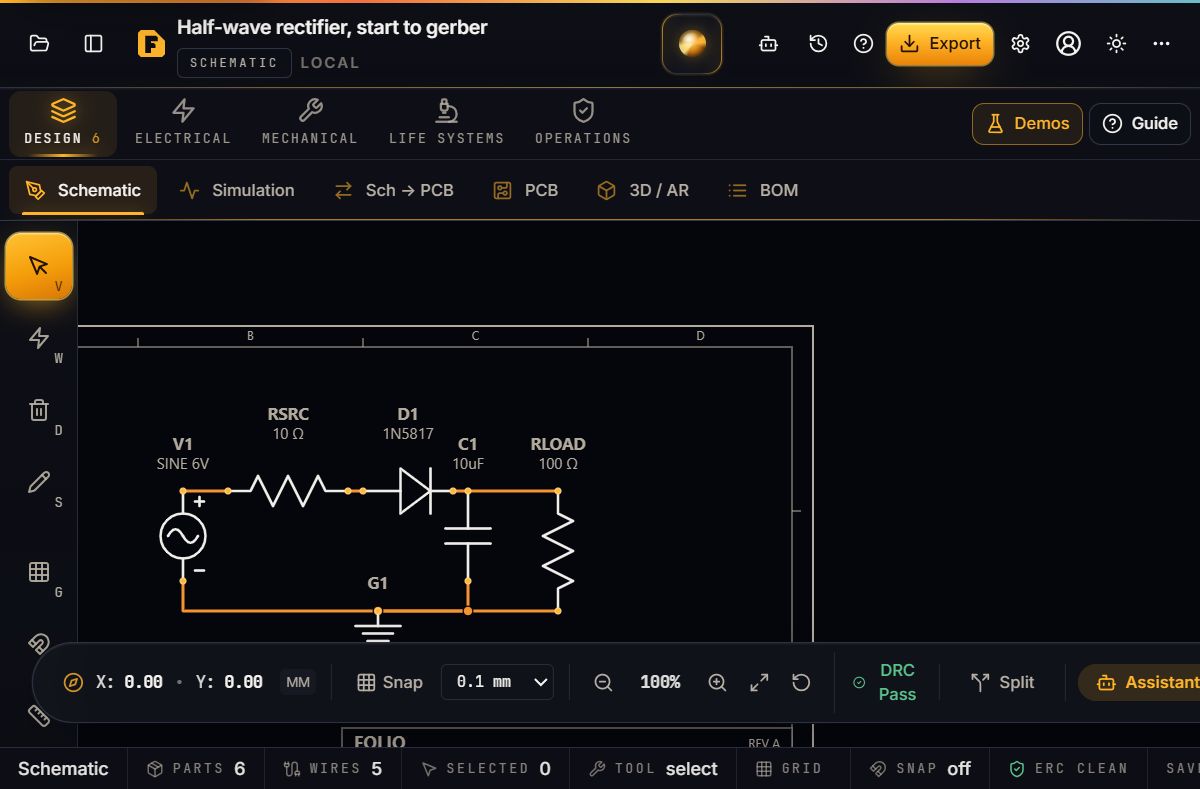 Half-wave rectifier, start to gerber
SCHEMATIC LOCAL
Export
DESIGN 6 ELECTRICAL MECHANICAL LIFE SYSTEMS OPERATIONS
Demos Guide
Schematic Simulation Sch → PCB PCB 3D / AR BOM
V
W
D
S
G
B C D
RSRC
10 Ω
D1
1N5817
V1
SINE 6V
C1
10uF
RLOAD
100 Ω
+
−
G1
X: 0.00 • Y: 0.00 MM Snap 0.1 mm 100% DRC Pass Split Assistant
FOLIO REV A
Schematic PARTS 6 WIRES 5 SELECTED 0 TOOL select GRID SNAP off ERC CLEAN